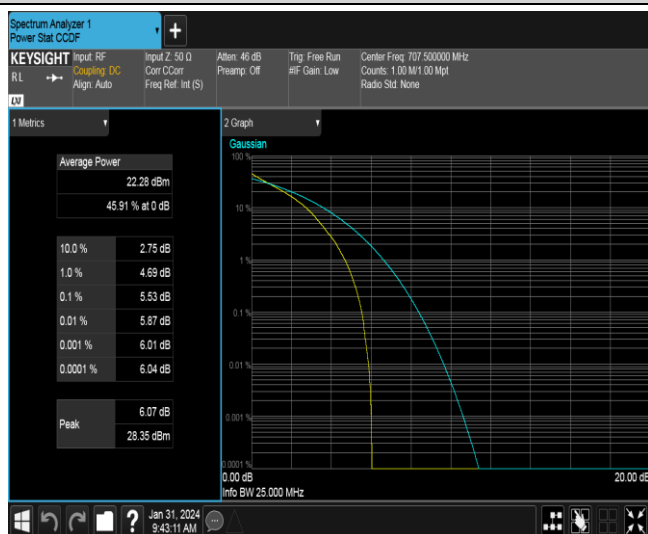 Spectrum Analyzer 1
Power Stat CCDF
+
KEYSIGHT
Input: RF
Input Z: 50 Ω
Atten: 46 dB
Trig: Free Run
Center Freq: 707.500000 MHz
RL
Coupling: DC
Corr CCorr
Preamp: Off
#IF Gain: Low
Counts: 1.00 M/1.00 Mpt
Align: Auto
Freq Ref: Int (S)
Radio Std: None
LXI
1 Metrics
2 Graph
Gaussian
Average Power
22.28 dBm
45.91 % at 0 dB
10.0 % 2.75 dB
1.0 % 4.69 dB
0.1 % 5.53 dB
0.01 % 5.87 dB
0.001 % 6.01 dB
0.0001 % 6.04 dB
Peak
6.07 dB
28.35 dBm
100 %
10 %
1 %
0.1 %
0.01 %
0.001 %
0.0001 %
0.00 dB
20.00 dB
Info BW 25.000 MHz
?
Jan 31, 2024
9:43:11 AM